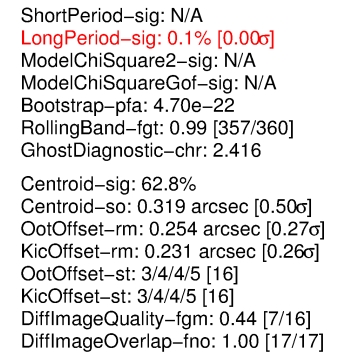 ShortPeriod-sig: N/A
LongPeriod-sig: 0.1% [0.00σ]
ModelChiSquare2-sig: N/A
ModelChiSquareGof-sig: N/A
Bootstrap-pfa: 4.70e-22
RollingBand-fgt: 0.99 [357/360]
GhostDiagnostic-chr: 2.416
Centroid-sig: 62.8%
Centroid-so: 0.319 arcsec [0.50σ]
OotOffset-rm: 0.254 arcsec [0.27σ]
KicOffset-rm: 0.231 arcsec [0.26σ]
OotOffset-st: 3/4/4/5 [16]
KicOffset-st: 3/4/4/5 [16]
DiffImageQuality-fgm: 0.44 [7/16]
DiffImageOverlap-fno: 1.00 [17/17]